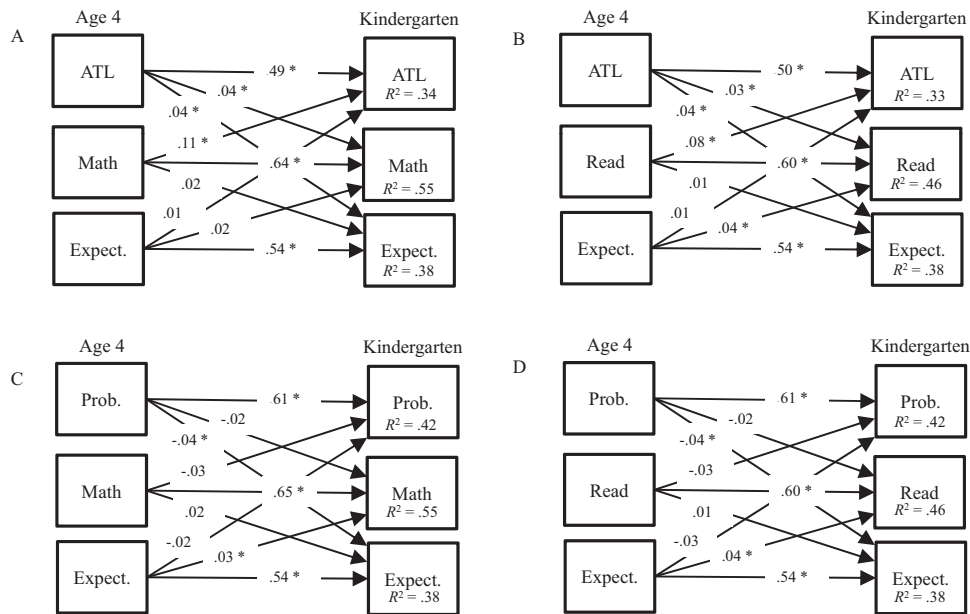 A
Age 4
Kindergarten
ATL
.49 *
ATL
R² = .34
.04 *
.04 *
.11 *
Math
.64 *
Math
R² = .55
.02
.01
.02
Expect.
.54 *
Expect.
R² = .38
B
Age 4
Kindergarten
ATL
.50 *
ATL
R² = .33
.03 *
.04 *
.08 *
Read
.60 *
Read
R² = .46
.01
.01
.04 *
Expect.
.54 *
Expect.
R² = .38
C
Age 4
Kindergarten
Prob.
.61 *
Prob.
R² = .42
-.02
-.04 *
-.03
Math
.65 *
Math
R² = .55
.02
-.02
.03 *
Expect.
.54 *
Expect.
R² = .38
D
Age 4
Kindergarten
Prob.
.61 *
Prob.
R² = .42
-.02
-.04 *
-.03
Read
.60 *
Read
R² = .46
.01
-.03
.04 *
Expect.
.54 *
Expect.
R² = .38